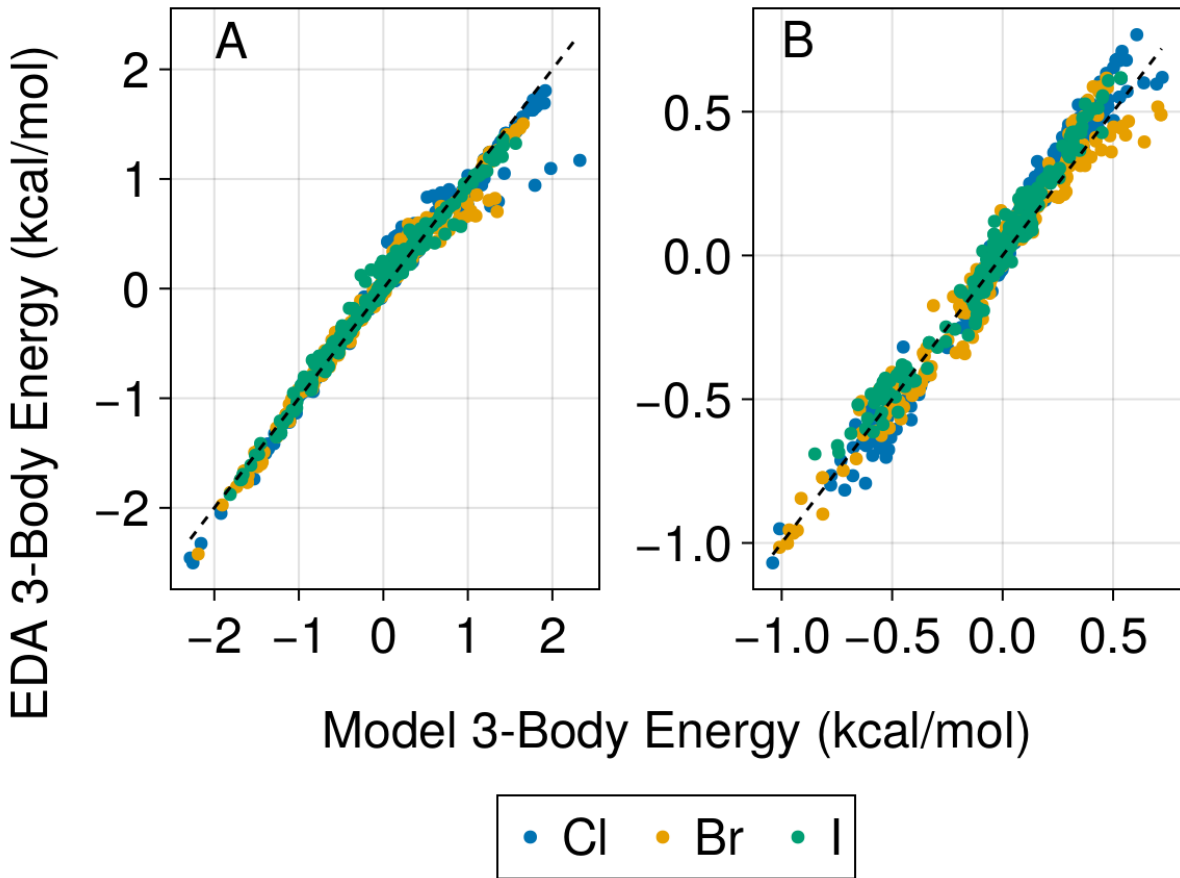 A
B
EDA 3-Body Energy (kcal/mol)
2
1
0
−1
−2
0.5
0.0
−0.5
−1.0
−2 −1 0 1 2
−1.0 −0.5 0.0 0.5
Model 3-Body Energy (kcal/mol)
Cl Br I